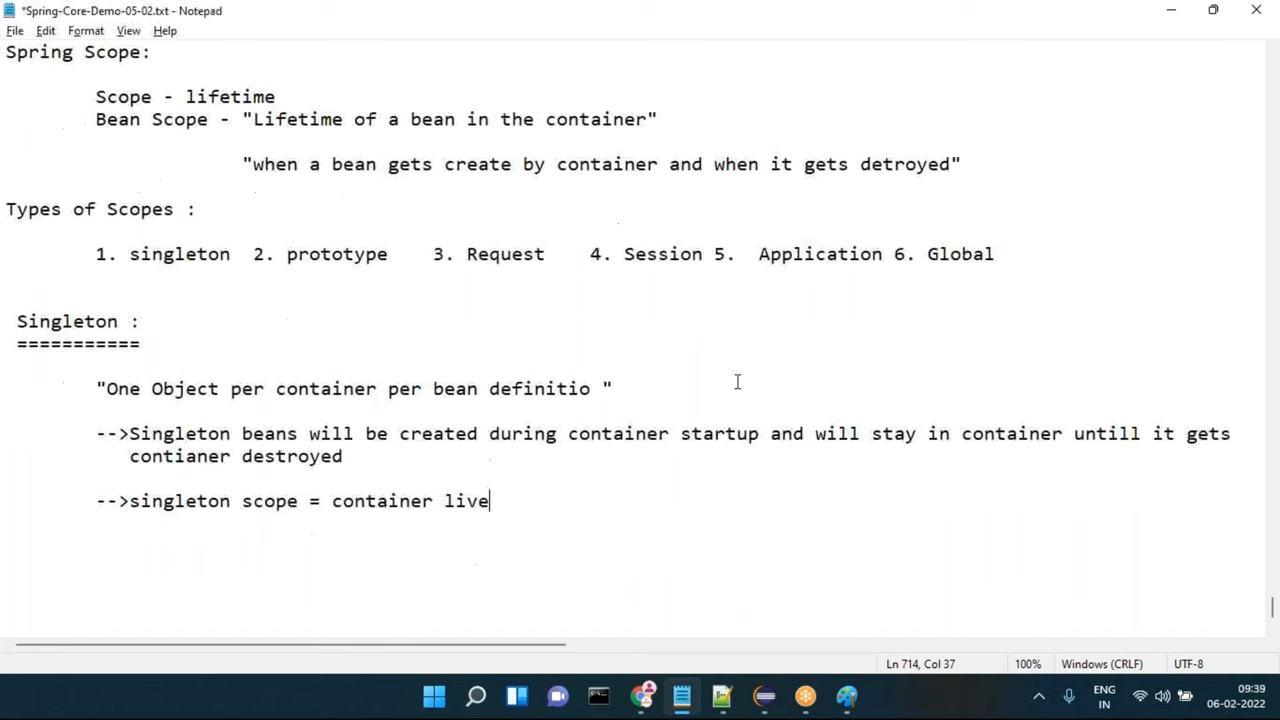 *Spring-Core-Demo-05-02.txt - Notepad
File Edit Format View Help
Spring Scope:
Scope - lifetime
Bean Scope - "Lifetime of a bean in the container"
"when a bean gets create by container and when it gets detroyed"
Types of Scopes :
1. singleton 2. prototype 3. Request 4. Session 5. Application 6. Global
Singleton :
===========
"One Object per container per bean definitio "
-->Singleton beans will be created during container startup and will stay in container untill it gets
contianer destroyed
-->singleton scope = container live
Ln 714, Col 37 100% Windows (CRLF) UTF-8
ENG 09:39
IN 06-02-2022